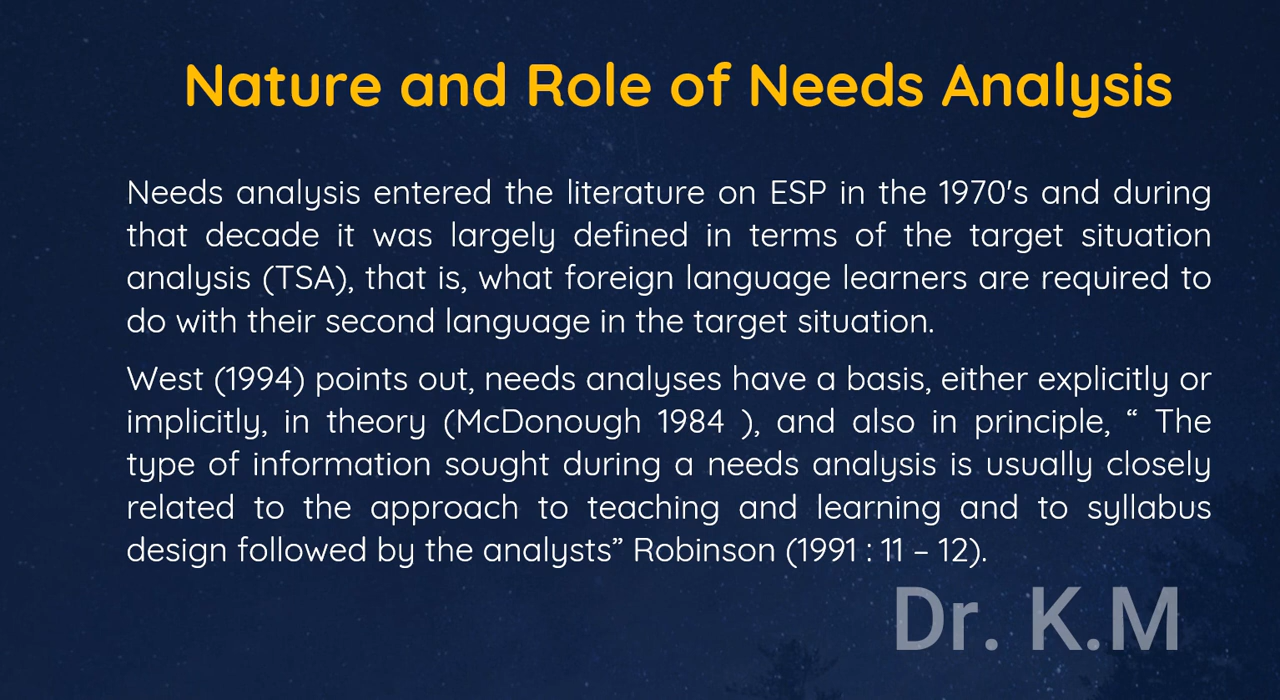 Nature and Role of Needs Analysis
Needs analysis entered the literature on ESP in the 1970's and during
that decade it was largely defined in terms of the target situation
analysis (TSA), that is, what foreign language learners are required to
do with their second language in the target situation.
West (1994) points out, needs analyses have a basis, either explicitly or
implicitly, in theory (McDonough 1984 ), and also in principle, “ The
type of information sought during a needs analysis is usually closely
related to the approach to teaching and learning and to syllabus
design followed by the analysts” Robinson (1991 : 11 – 12).
Dr. K.M